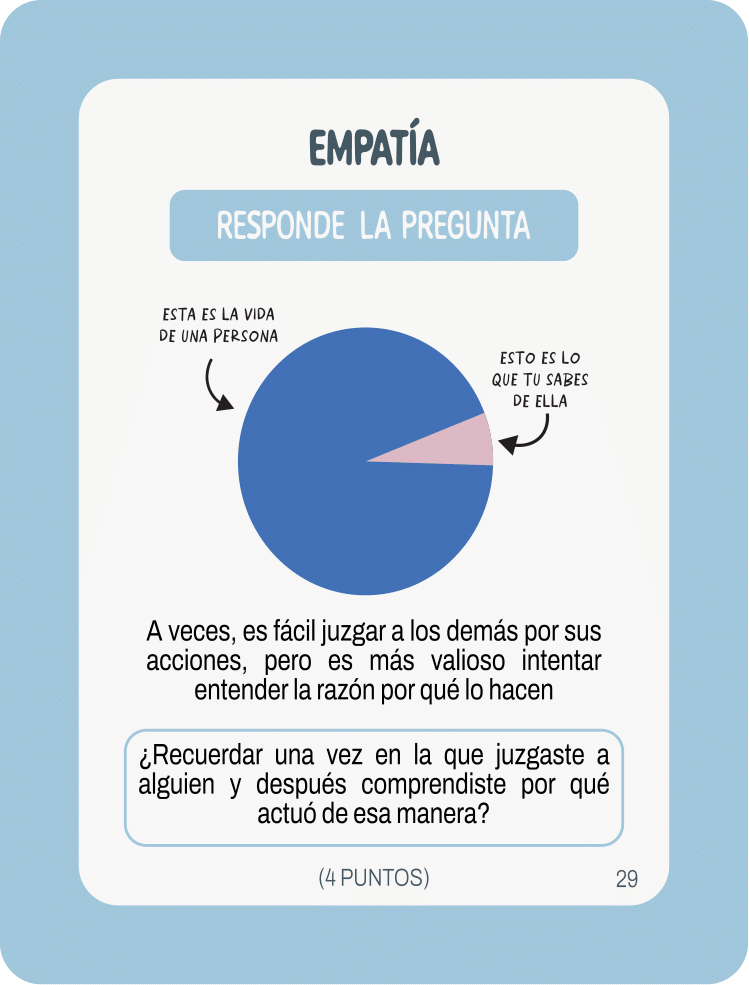 EMPATÍA
RESPONDE LA PREGUNTA
ESTA ES LA VIDA
DE UNA PERSONA
ESTO ES LO
QUE TU SABES
DE ELLA
A veces, es fácil juzgar a los demás por sus
acciones, pero es más valioso intentar
entender la razón por qué lo hacen
¿Recuerdar una vez en la que juzgaste a
alguien y después comprendiste por qué
actuó de esa manera?
(4 PUNTOS)
29